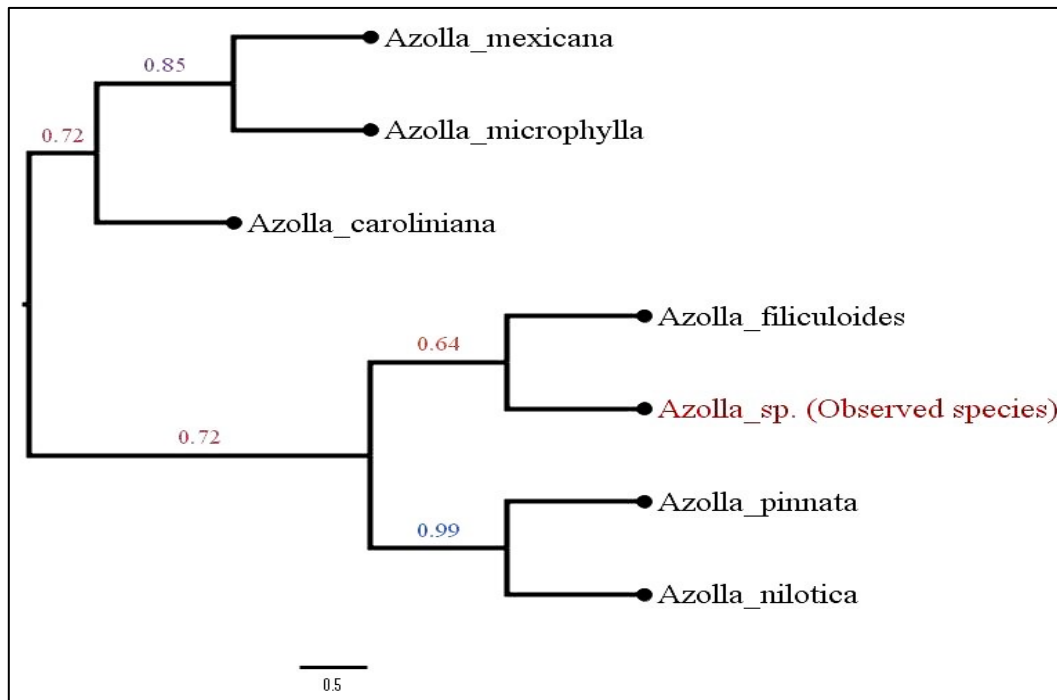 Azolla_mexicana
0.85
Azolla_microphylla
0.72
Azolla_caroliniana
Azolla_filiculoides
0.64
Azolla_sp. (Observed species)
0.72
Azolla_pinnata
0.99
Azolla_nilotica
0.5